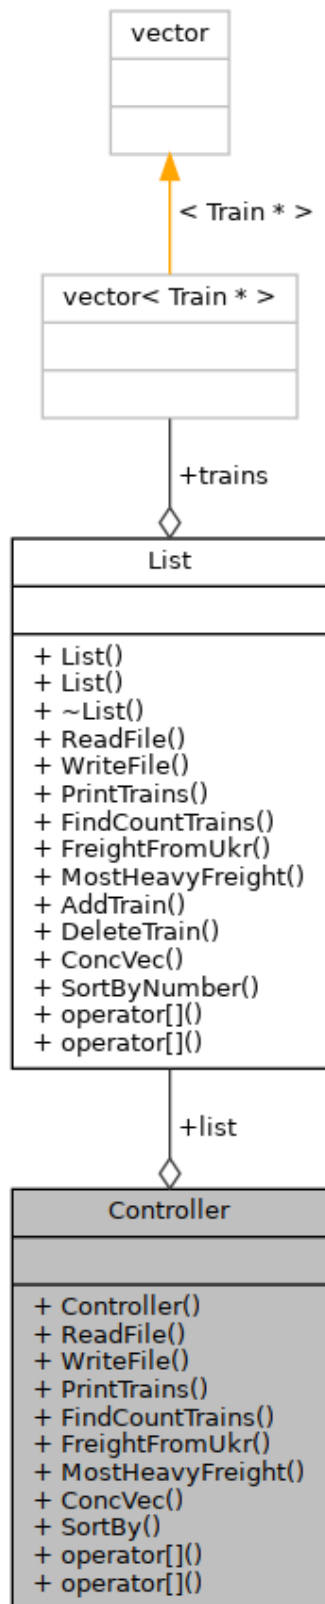 vector
< Train * >
vector< Train * >
+trains
List
+ List()
+ List()
+ ~List()
+ ReadFile()
+ WriteFile()
+ PrintTrains()
+ FindCountTrains()
+ FreightFromUkr()
+ MostHeavyFreight()
+ AddTrain()
+ DeleteTrain()
+ ConcVec()
+ SortByNumber()
+ operator[]()
+ operator[]()
+list
Controller
+ Controller()
+ ReadFile()
+ WriteFile()
+ PrintTrains()
+ FindCountTrains()
+ FreightFromUkr()
+ MostHeavyFreight()
+ ConcVec()
+ SortBy()
+ operator[]()
+ operator[]()